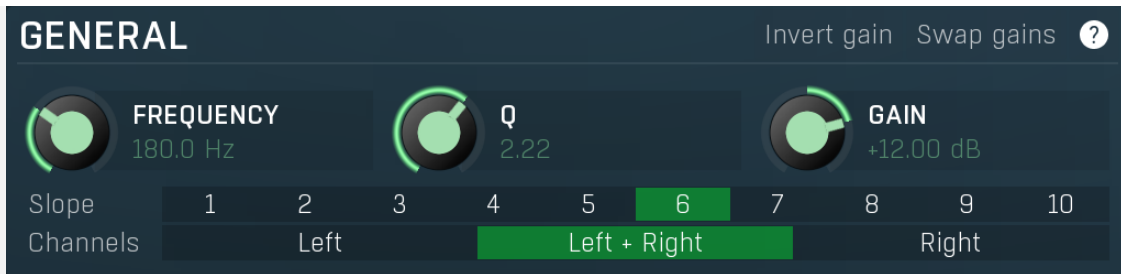 GENERAL Invert gain Swap gains ?
FREQUENCY Q GAIN
180.0 Hz 2.22 +12.00 dB
Slope 1 2 3 4 5 6 7 8 9 10
Channels Left Left + Right Right